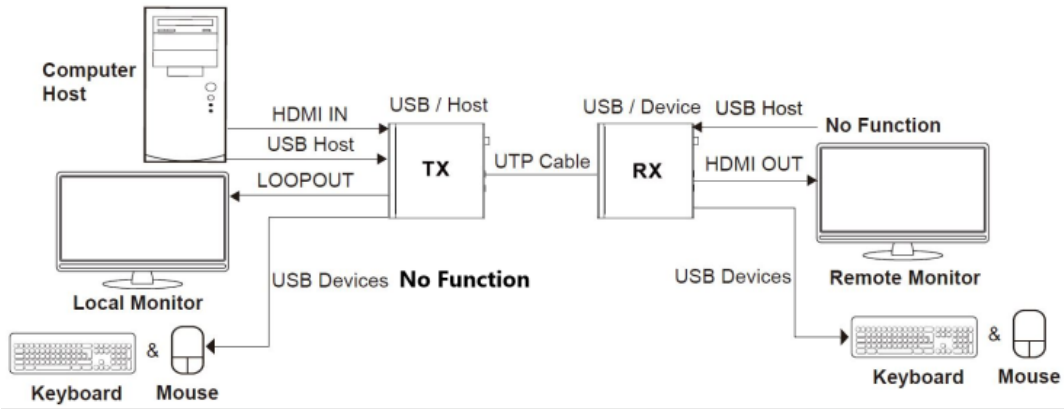 Computer
Host
HDMI IN
USB Host
LOOPOUT
USB / Host
TX
UTP Cable
USB / Device
RX
USB Host
No Function
HDMI OUT
USB Devices No Function
Local Monitor
USB Devices
Remote Monitor
&
Keyboard Mouse
&
Keyboard Mouse